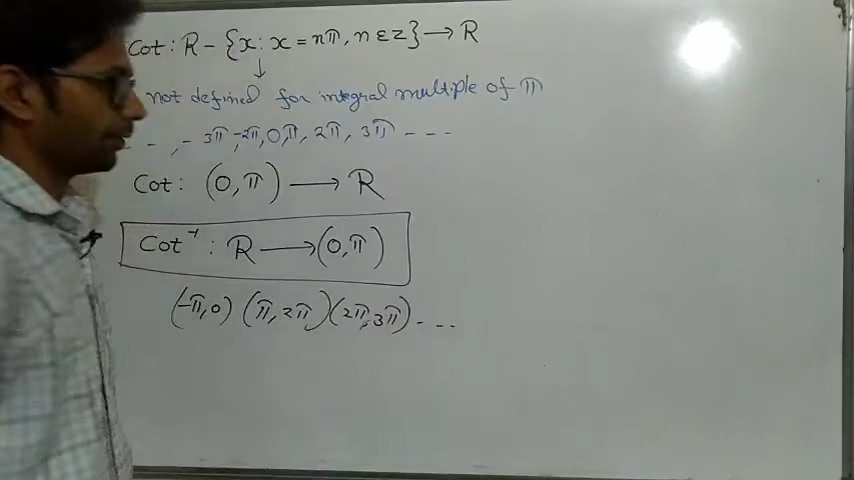 Cot : R - {x : x = nπ, n ε z} → R
↓
not defined for integral multiple of π
- - , - 3π, -2π, 0, π, 2π, 3π - - -
Cot : (0, π) → R
Cot⁻¹ : R → (0, π)
(-π, 0) (π, 2π) (2π, 3π) - - -